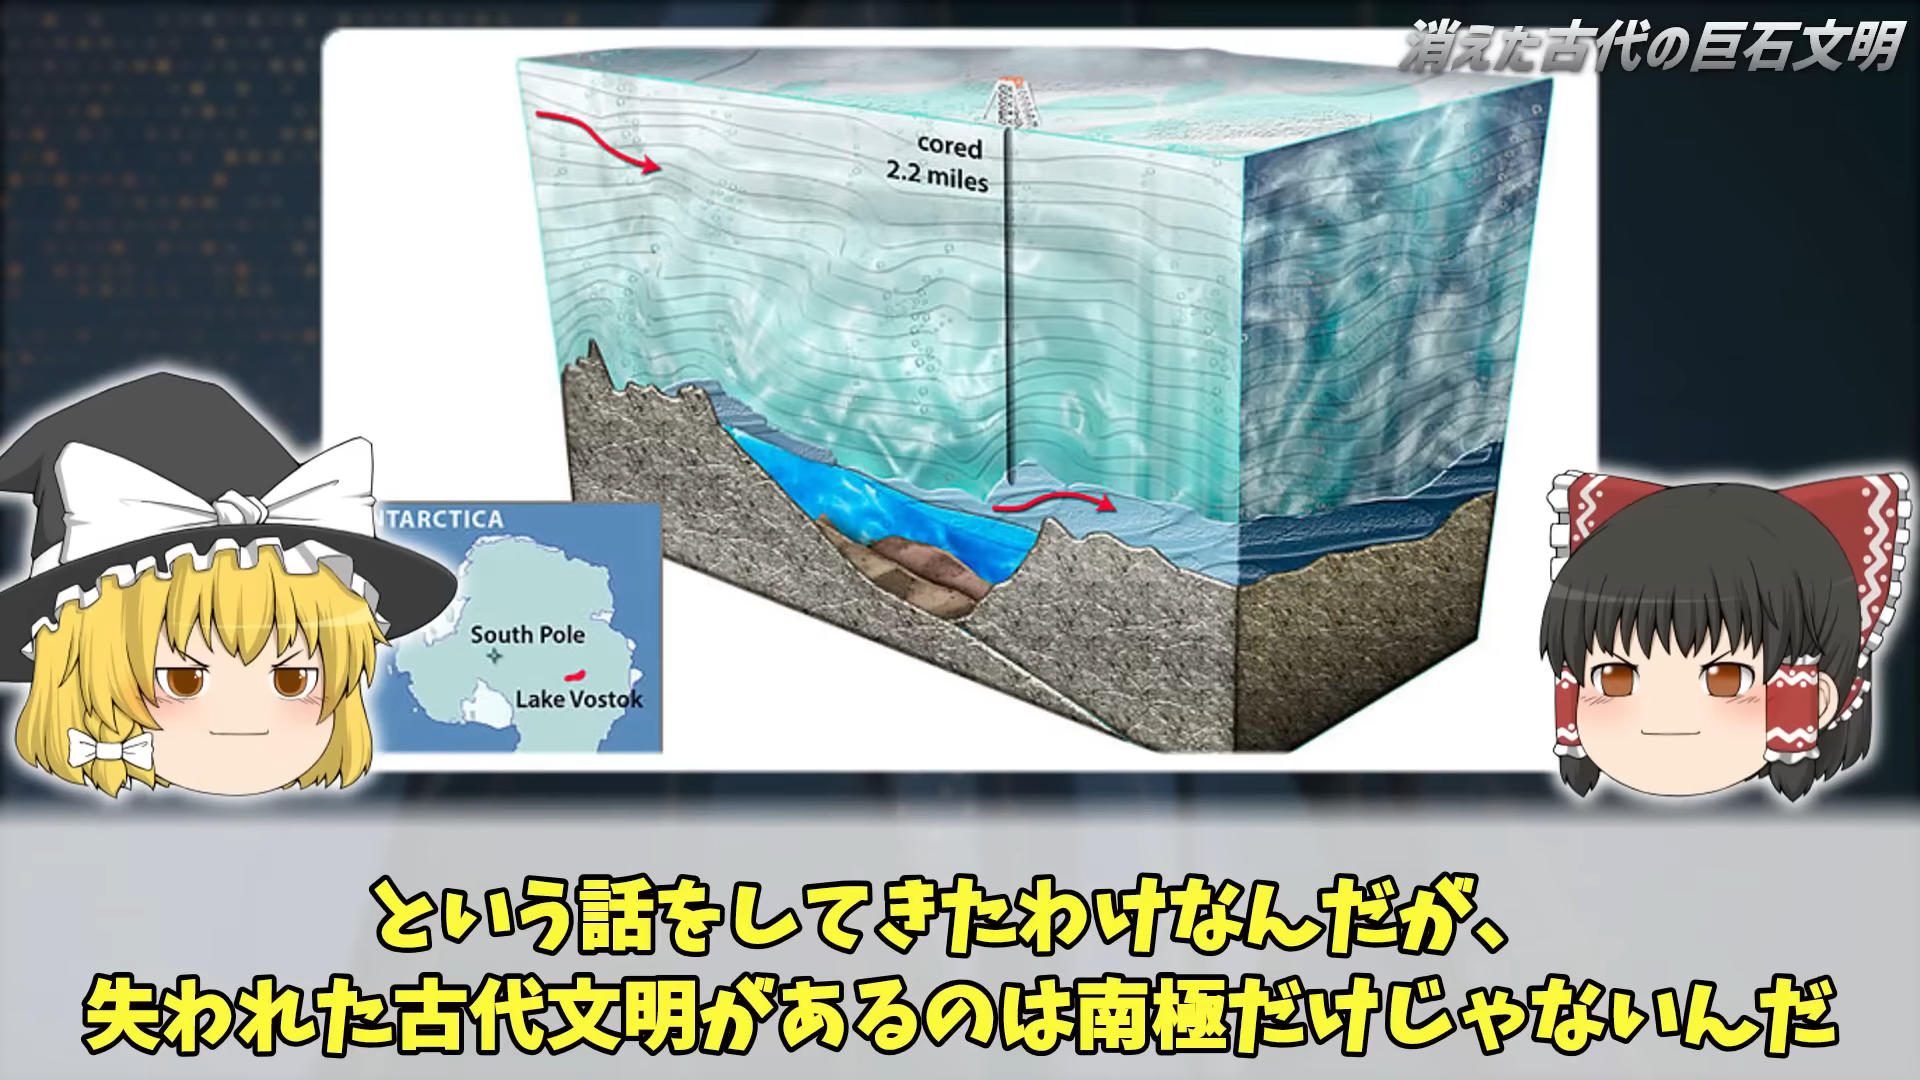 消えた古代の巨石文明
cored
2.2 miles
NTARCTICA
South Pole
Lake Vostok
という話をしてきたわけなんだが、
失われた古代文明があるのは南極だけじゃないんだ